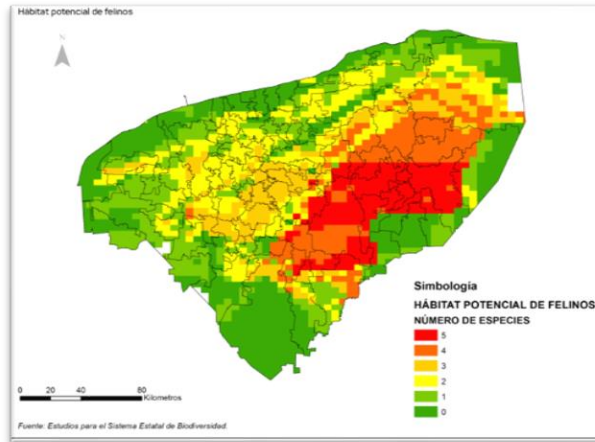 Hábitat potencial de felinos
N
Simbología
HÁBITAT POTENCIAL DE FELINOS
NÚMERO DE ESPECIES
5
4
3
2
1
0
0 20 40 80
Kilometros
Fuente: Estudios para el Sistema Estatal de Biodiversidad.